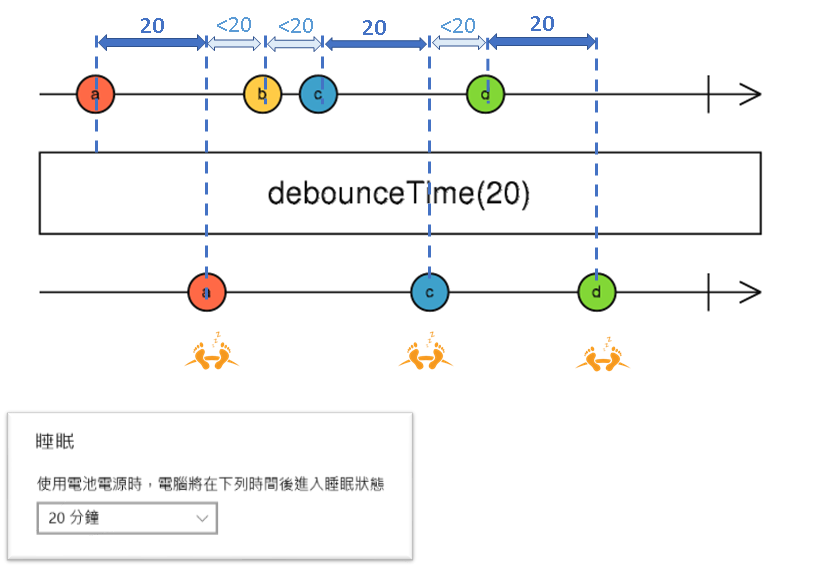 20 <20 <20 20 <20 20
a b c d
debounceTime(20)
a c d
z z z z z z z z z
睡眠
使用電池電源時，電腦將在下列時間後進入睡眠狀態
20 分鐘